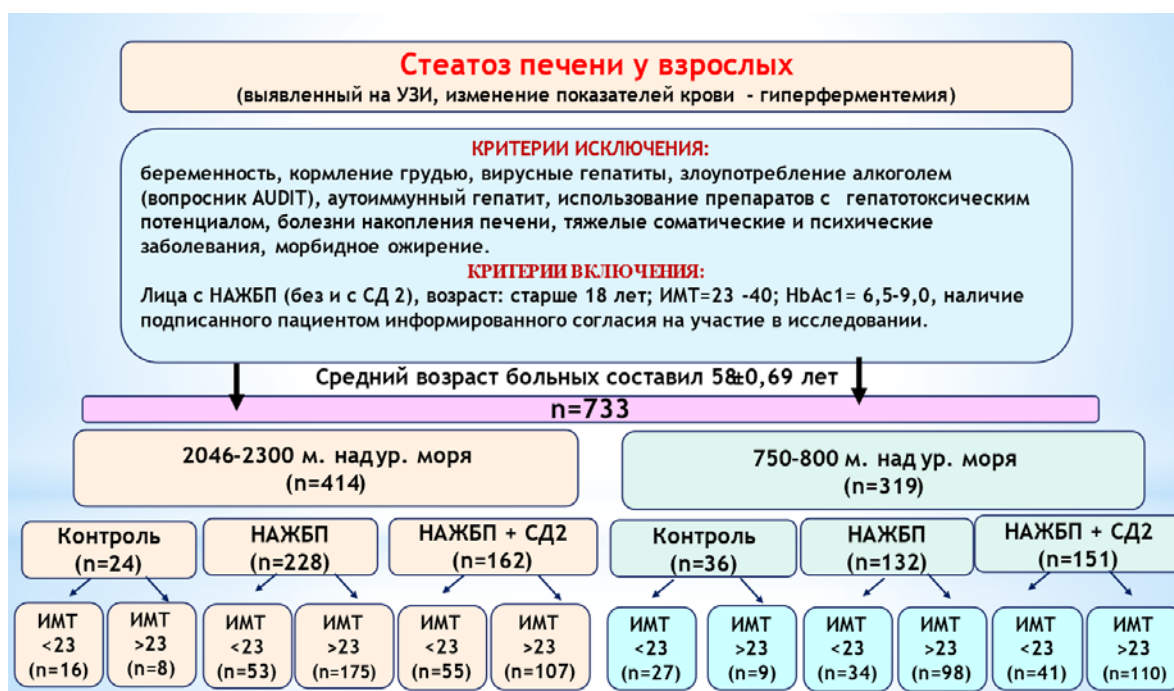 Стеатоз печени у взрослых
(выявленный на УЗИ, изменение показателей крови - гиперферментемия)
КРИТЕРИИ ИСКЛЮЧЕНИЯ:
беременность, кормление грудью, вирусные гепатиты, злоупотребление алкоголем
(вопросник AUDIT), аутоиммунный гепатит, использование препаратов с гепатотоксическим
потенциалом, болезни накопления печени, тяжелые соматические и психические
заболевания, морбидное ожирение.
КРИТЕРИИ ВКЛЮЧЕНИЯ:
Лица с НАЖБП (без и с СД 2), возраст: старше 18 лет; ИМТ=23 -40; HbAc1= 6,5-9,0, наличие
подписанного пациентом информированного согласия на участие в исследовании.
Средний возраст больных составил 58±0,69 лет
n=733
2046-2300 м. над ур. моря
(n=414)
750-800 м. над ур. моря
(n=319)
Контроль
(n=24)
НАЖБП
(n=228)
НАЖБП + СД2
(n=162)
Контроль
(n=36)
НАЖБП
(n=132)
НАЖБП + СД2
(n=151)
ИМТ
<23
(n=16)
ИМТ
>23
(n=8)
ИМТ
<23
(n=53)
ИМТ
>23
(n=175)
ИМТ
<23
(n=55)
ИМТ
>23
(n=107)
ИМТ
<23
(n=27)
ИМТ
>23
(n=9)
ИМТ
<23
(n=34)
ИМТ
>23
(n=98)
ИМТ
<23
(n=41)
ИМТ
>23
(n=110)